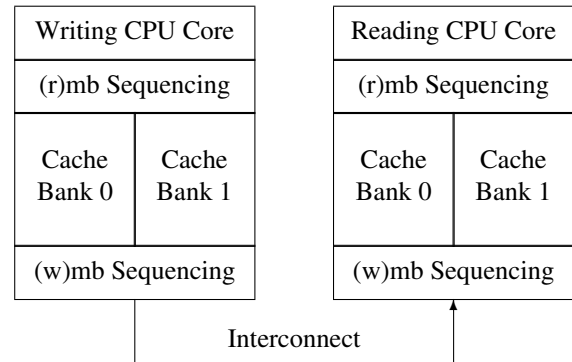 Writing CPU Core
(r)mb Sequencing
Cache
Bank 0
Cache
Bank 1
(w)mb Sequencing
Reading CPU Core
(r)mb Sequencing
Cache
Bank 0
Cache
Bank 1
(w)mb Sequencing
Interconnect